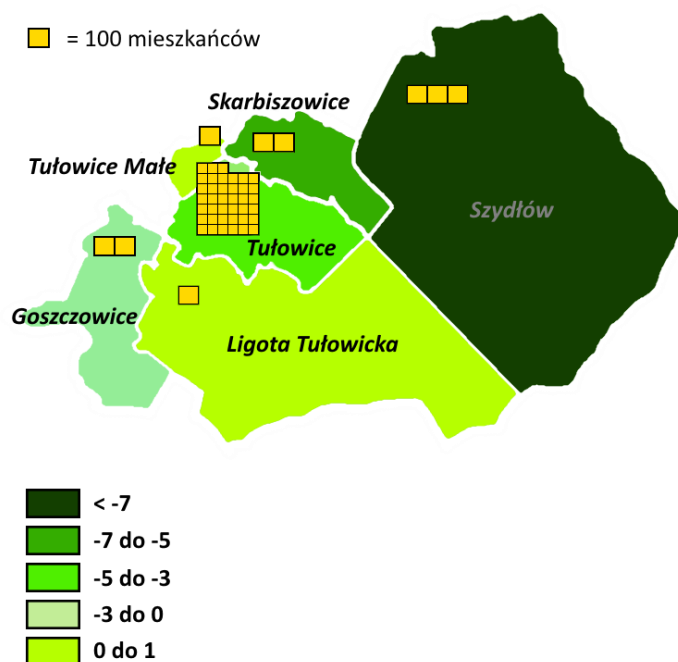 = 100 mieszkańców
Skarbiszowice
Tułowice Małe
Szydłów
Tułowice
Goszczowice
Ligota Tułowicka
< -7
-7 do -5
-5 do -3
-3 do 0
0 do 1